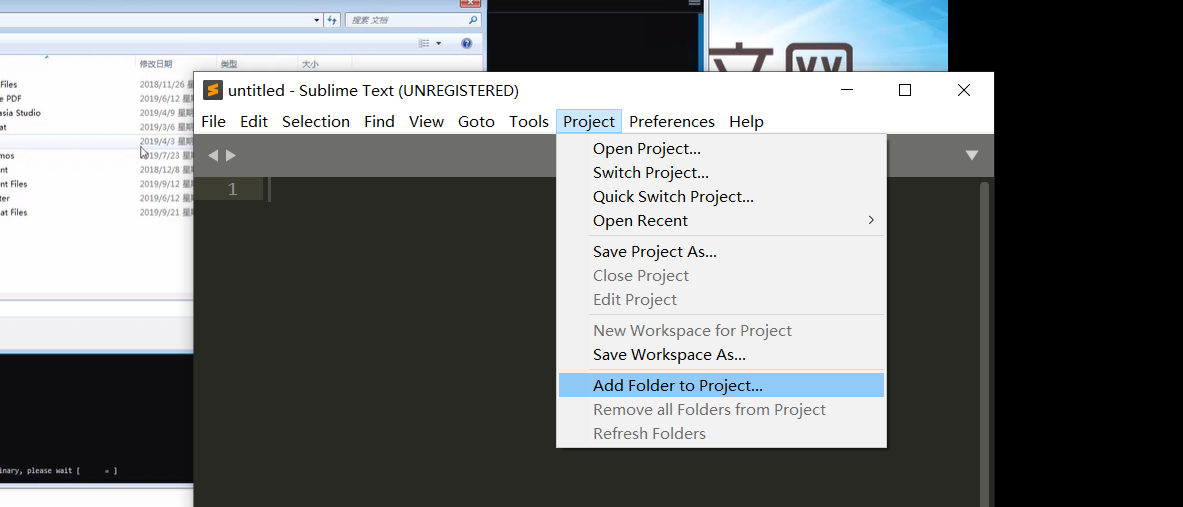 搜索 文档
修改日期 类型 大小
Files 2018/11/26 星
e PDF 2019/6/12 星期
asia Studio 2019/4/9 星期
at 2019/3/6 星期
2019/4/3 星期
mos 2019/7/23 星期
nt 2018/12/8 星期
nt Files 2019/9/12 星期
ter 2019/6/12 星期
at Files 2019/9/21 星期
untitled - Sublime Text (UNREGISTERED)
File Edit Selection Find View Goto Tools Project Preferences Help
1
Open Project...
Switch Project...
Quick Switch Project...
Open Recent
Save Project As...
Close Project
Edit Project
New Workspace for Project
Save Workspace As...
Add Folder to Project...
Remove all Folders from Project
Refresh Folders
inary, please wait [ = ]